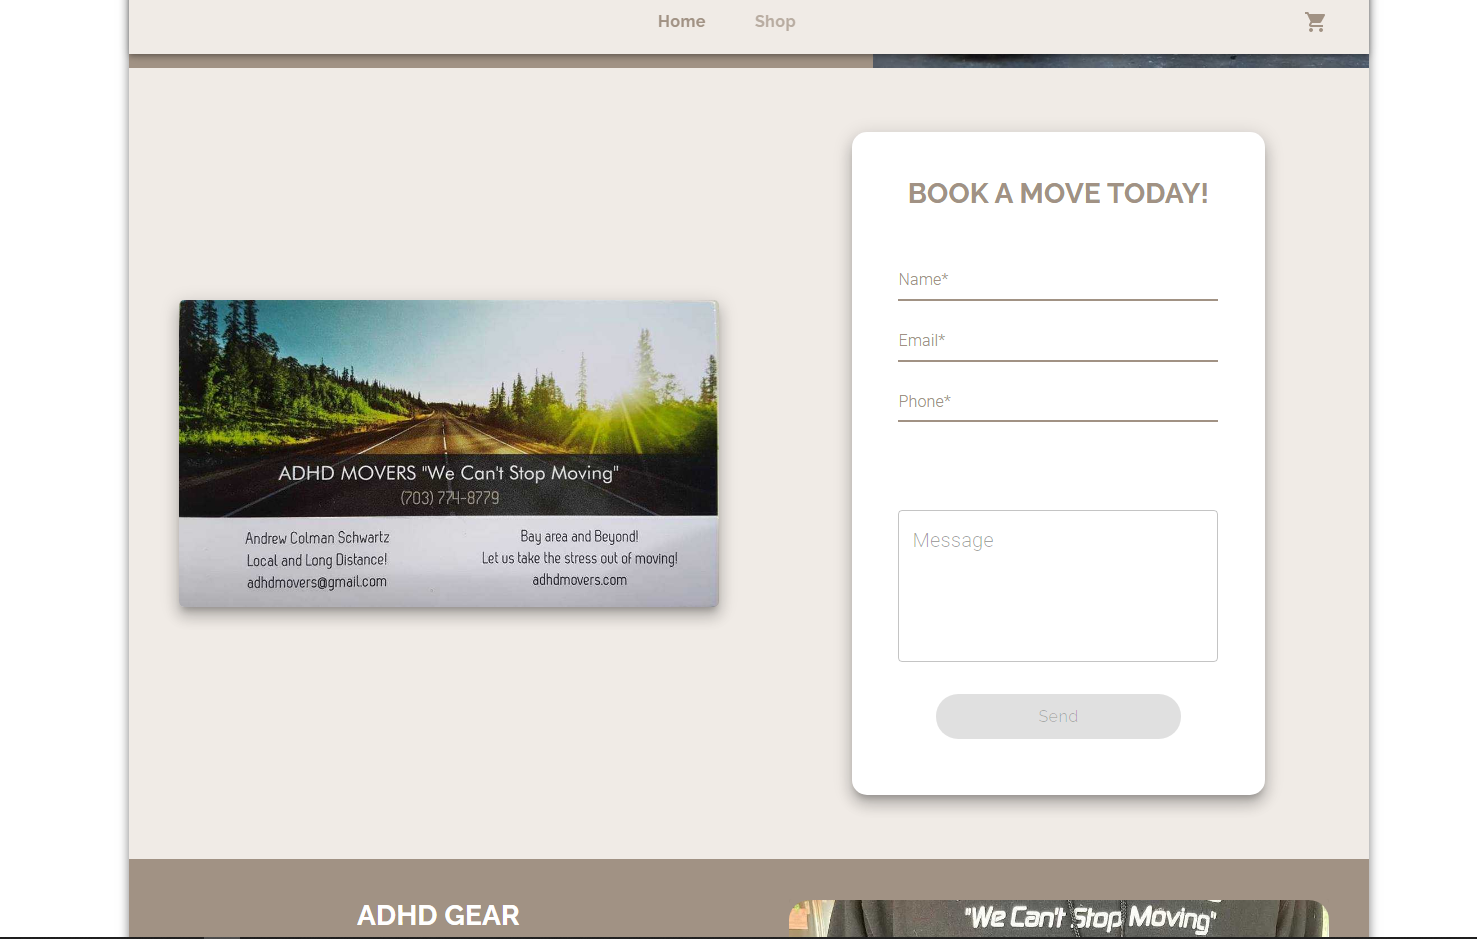 Home
Shop
BOOK A MOVE TODAY!
Name*
Email*
Phone*
Message
Send
ADHD MOVERS "We Can't Stop Moving"
(703) 774-8779
Andrew Colman Schwartz
Local and Long Distance!
adhdmovers@gmail.com
Bay area and Beyond!
Let us take the stress out of moving!
adhdmovers.com
ADHD GEAR
"We Can't Stop Moving"